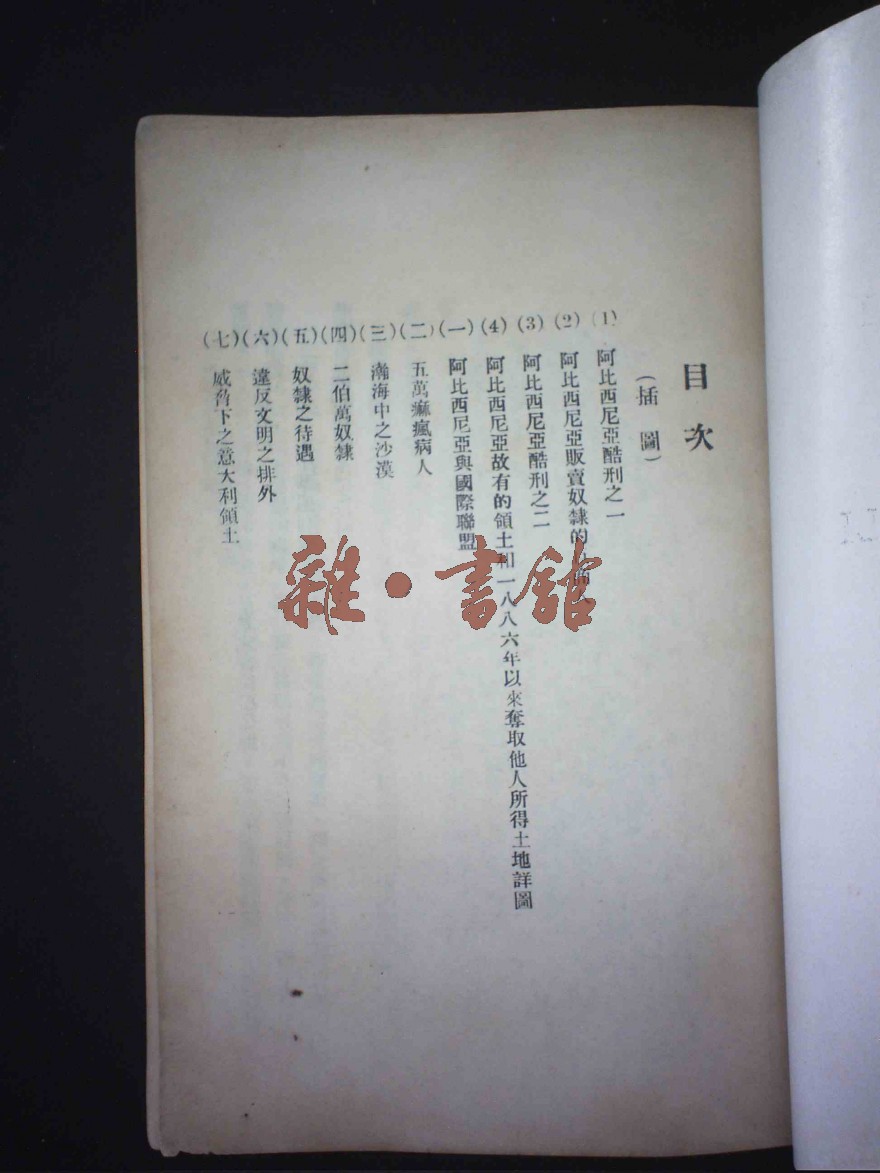 目次
(插圖)
(1) 阿比西尼亞酷刑之一
(2) 阿比西尼亞販賣奴隸的
(3) 阿比西尼亞酷刑之二
(4) 阿比西尼亞故有的領土和一八八六年以來奪取他人所得土地詳圖
(一) 阿比西尼亞與國際聯盟
(二) 五萬痲瘋病人
(三) 瀚海中之沙漠
(四) 二伯萬奴隸
(五) 奴隸之待遇
(六) 違反文明之排外
(七) 威脅下之意大利領土
雜·書館